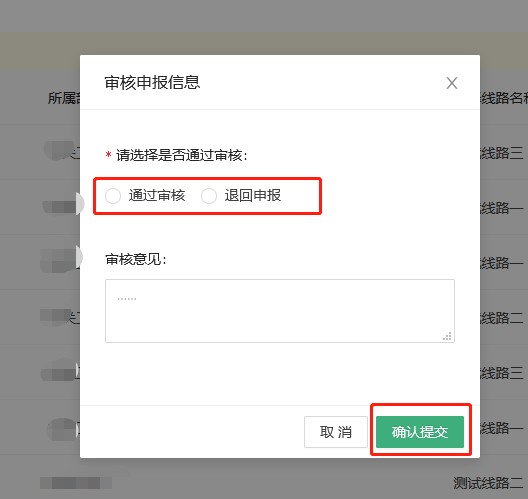 审核申报信息
所属
线路名
* 请选择是否通过审核：
线路三
通过审核 退回申报
线路一
审核意见：
线路一
......
线路二
线路三
取 消 确认提交
线路一
测试线路二